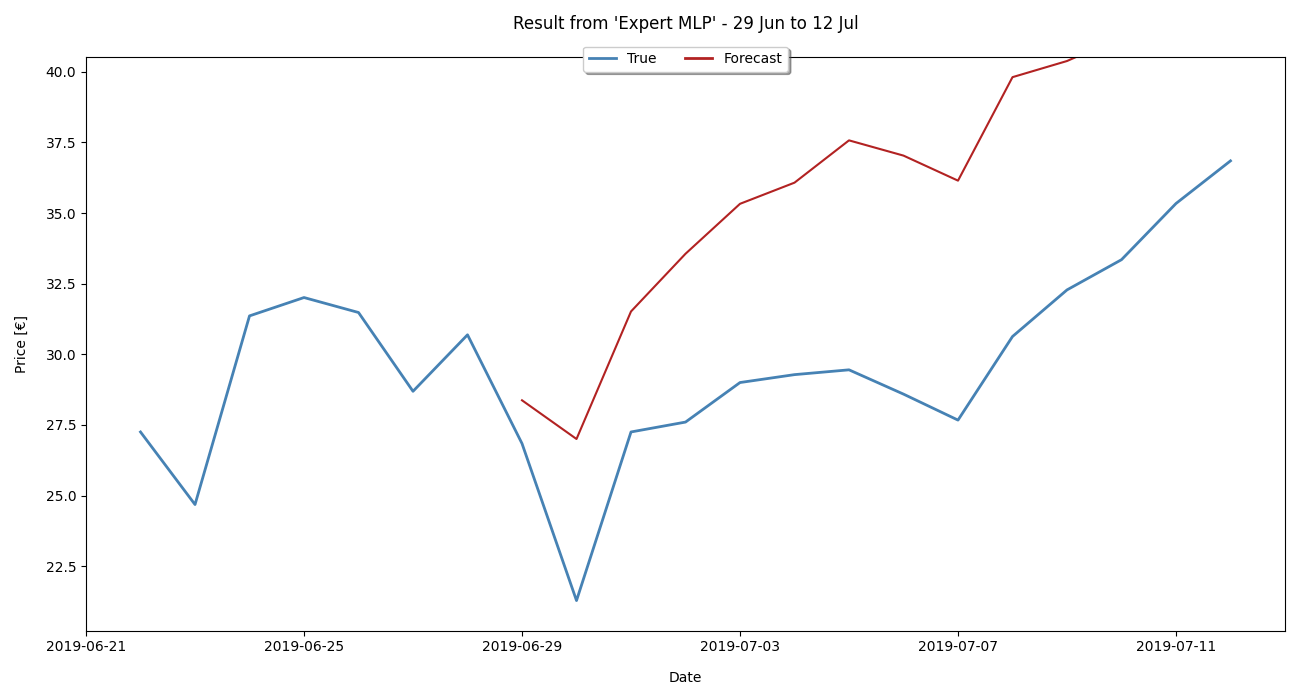 Result from 'Expert MLP' - 29 Jun to 12 Jul
True Forecast
40.0
37.5
35.0
32.5
30.0
27.5
25.0
22.5
Price [€]
2019-06-21 2019-06-25 2019-06-29 2019-07-03 2019-07-07 2019-07-11
Date